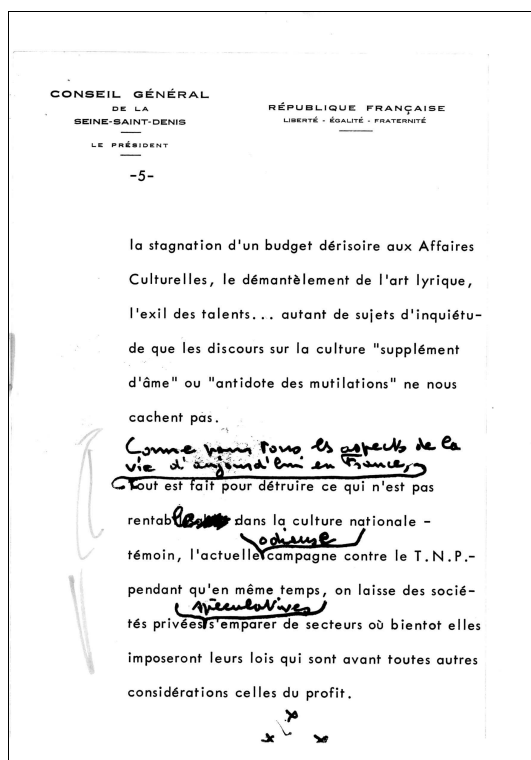 CONSEIL GÉNÉRAL
DE LA
SEINE-SAINT-DENIS
LE PRÉSIDENT
RÉPUBLIQUE FRANÇAISE
LIBERTÉ - ÉGALITÉ - FRATERNITÉ
-5-
la stagnation d'un budget dérisoire aux Affaires
Culturelles, le démantèlement de l'art lyrique,
l'exil des talents... autant de sujets d'inquiétu-
de que les discours sur la culture "supplément
d'âme" ou "antidote des mutilations" ne nous
cachent pas.
Comme pour tous les aspects de la
vie d'aujourd'hui en France,
tout est fait pour détruire ce qui n'est pas
rentable dans la culture nationale -
odieuse
témoin, l'actuelle campagne contre le T.N.P.-
pendant qu'en même temps, on laisse des socié-
spéculatives
tés privées s'emparer de secteurs où bientot elles
imposeront leurs lois qui sont avant toutes autres
considérations celles du profit.